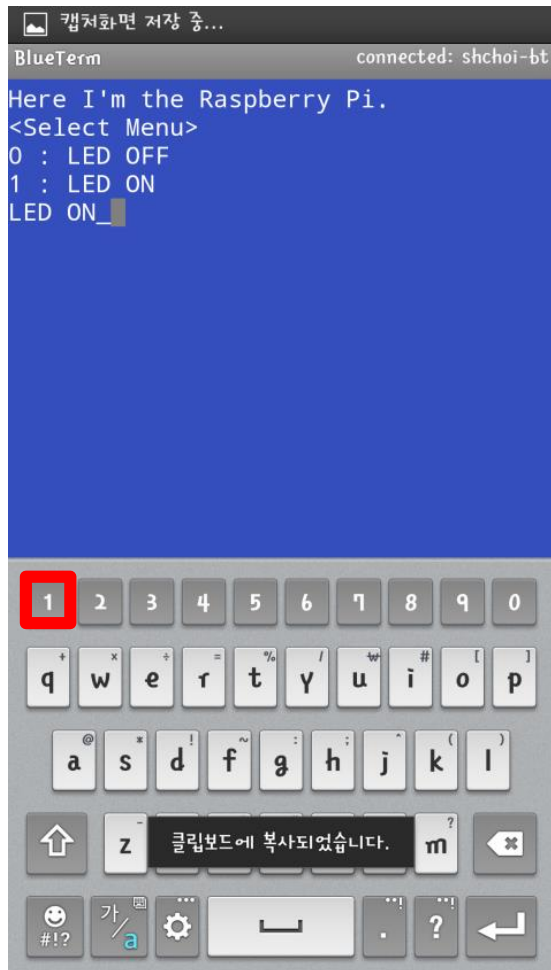 캡처화면 저장 중...
BlueTerm connected: shchoi-bt
Here I'm the Raspberry Pi.
<Select Menu>
0 : LED OFF
1 : LED ON
LED ON_
1 2 3 4 5 6 7 8 9 0
+ × ÷ = % / ₩ # [ ]
q w e r t y u i o p
@ * ! ~ : ; ^ ( )
a s d f g h j k l
- ?
z 클립보드에 복사되었습니다. m
#!? 가/a . ?